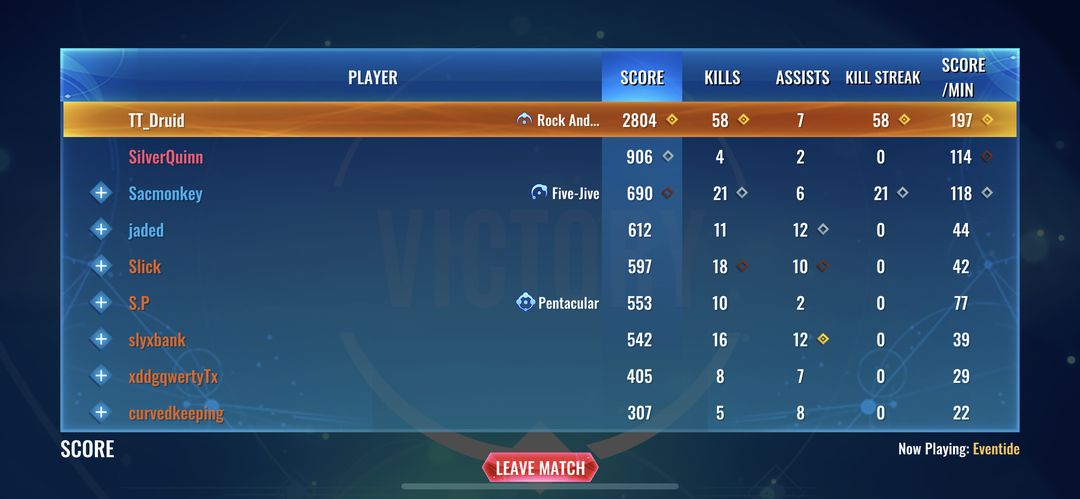 PLAYER SCORE KILLS ASSISTS KILL STREAK SCORE /MIN
TT_Druid Rock And... 2804 58 7 58 197
SilverQuinn 906 4 2 0 114
Sacmonkey Five-Jive 690 21 6 21 118
jaded 612 11 12 0 44
Slick 597 18 10 0 42
S.P Pentacular 553 10 2 0 77
slyxbank 542 16 12 0 39
xddgqwertyTx 405 8 7 0 29
curvedkeeping 307 5 8 0 22
VICTORY
SCORE
Now Playing: Eventide
LEAVE MATCH